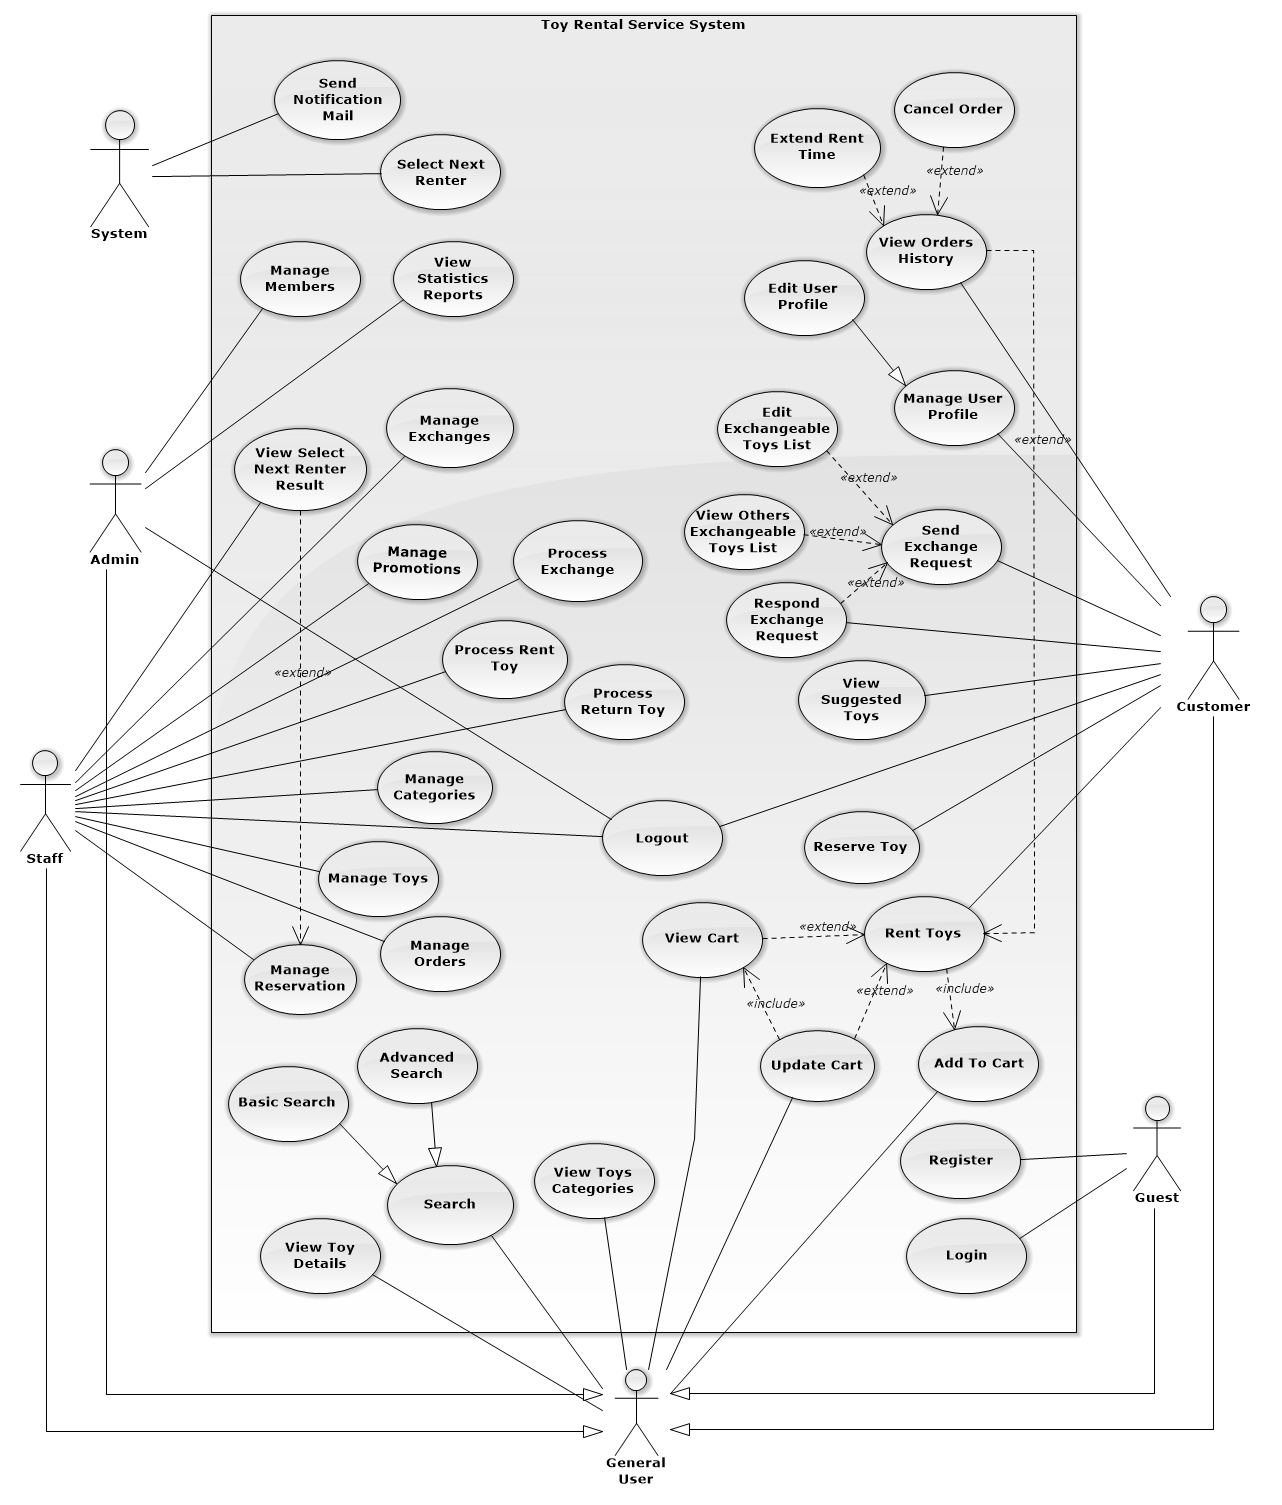 Toy Rental Service System
Send
Notification
Mail
Cancel Order
Extend Rent
Time
Select Next
Renter
«extend»
«extend»
System
View Orders
History
Manage
Members
View
Statistics
Reports
Edit User
Profile
Manage User
Profile
Manage
Exchanges
Edit
Exchangeable
Toys List
«extend»
View Select
Next Renter
Result
«extend»
View Others
Exchangeable
Toys List
«extend»
Send
Exchange
Request
Admin
Manage
Promotions
Process
Exchange
«extend»
Respond
Exchange
Request
Process Rent
Toy
«extend»
Process
Return Toy
View
Suggested
Toys
Customer
Manage
Categories
Logout
Reserve Toy
Staff
Manage Toys
View Cart
«extend»
Rent Toys
Manage
Orders
Manage
Reservation
«include»
«extend»
«include»
Advanced
Search
Update Cart
Add To Cart
Basic Search
Register
View Toys
Categories
Guest
Search
View Toy
Details
Login
General
User